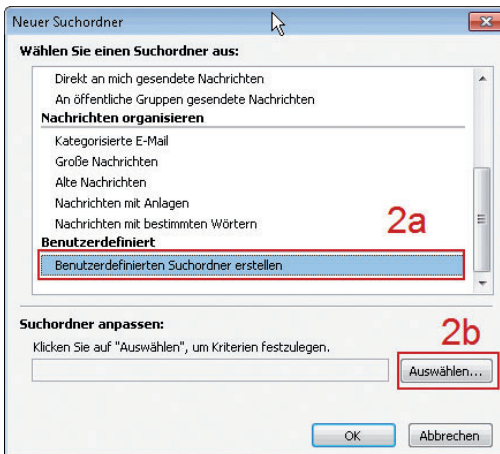 Neuer Suchordner
Wählen Sie einen Suchordner aus:
Direkt an mich gesendete Nachrichten
An öffentliche Gruppen gesendete Nachrichten
Nachrichten organisieren
Kategorisierte E-Mail
Große Nachrichten
Alte Nachrichten
Nachrichten mit Anlagen
Nachrichten mit bestimmten Wörtern
2a
Benutzerdefiniert
Benutzerdefinierten Suchordner erstellen
Suchordner anpassen:
2b
Klicken Sie auf "Auswählen", um Kriterien festzulegen.
Auswählen...
OK
Abbrechen